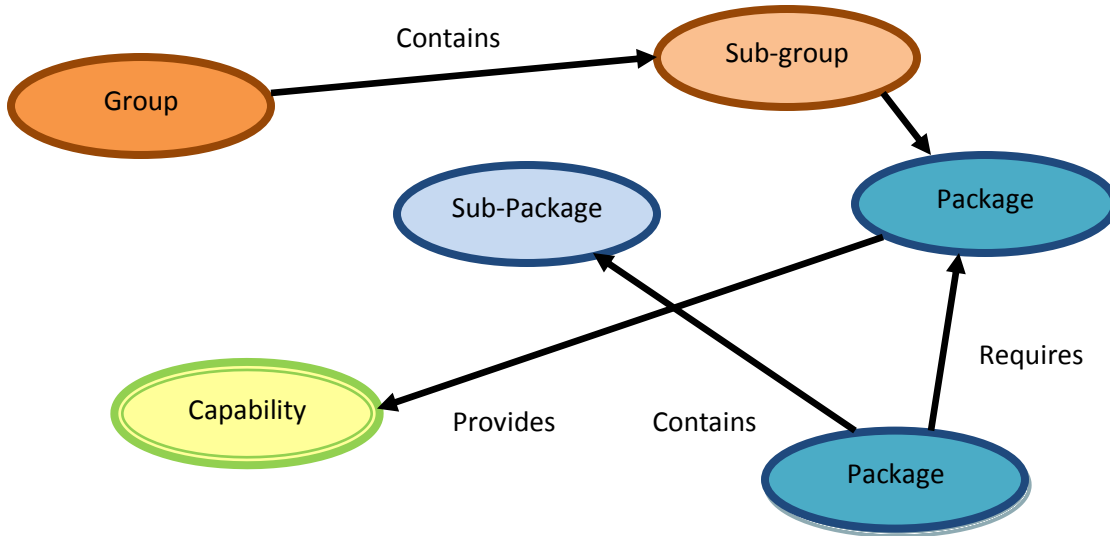 Contains
Sub-group
Group
Package
Sub-Package
Requires
Capability
Provides
Contains
Package